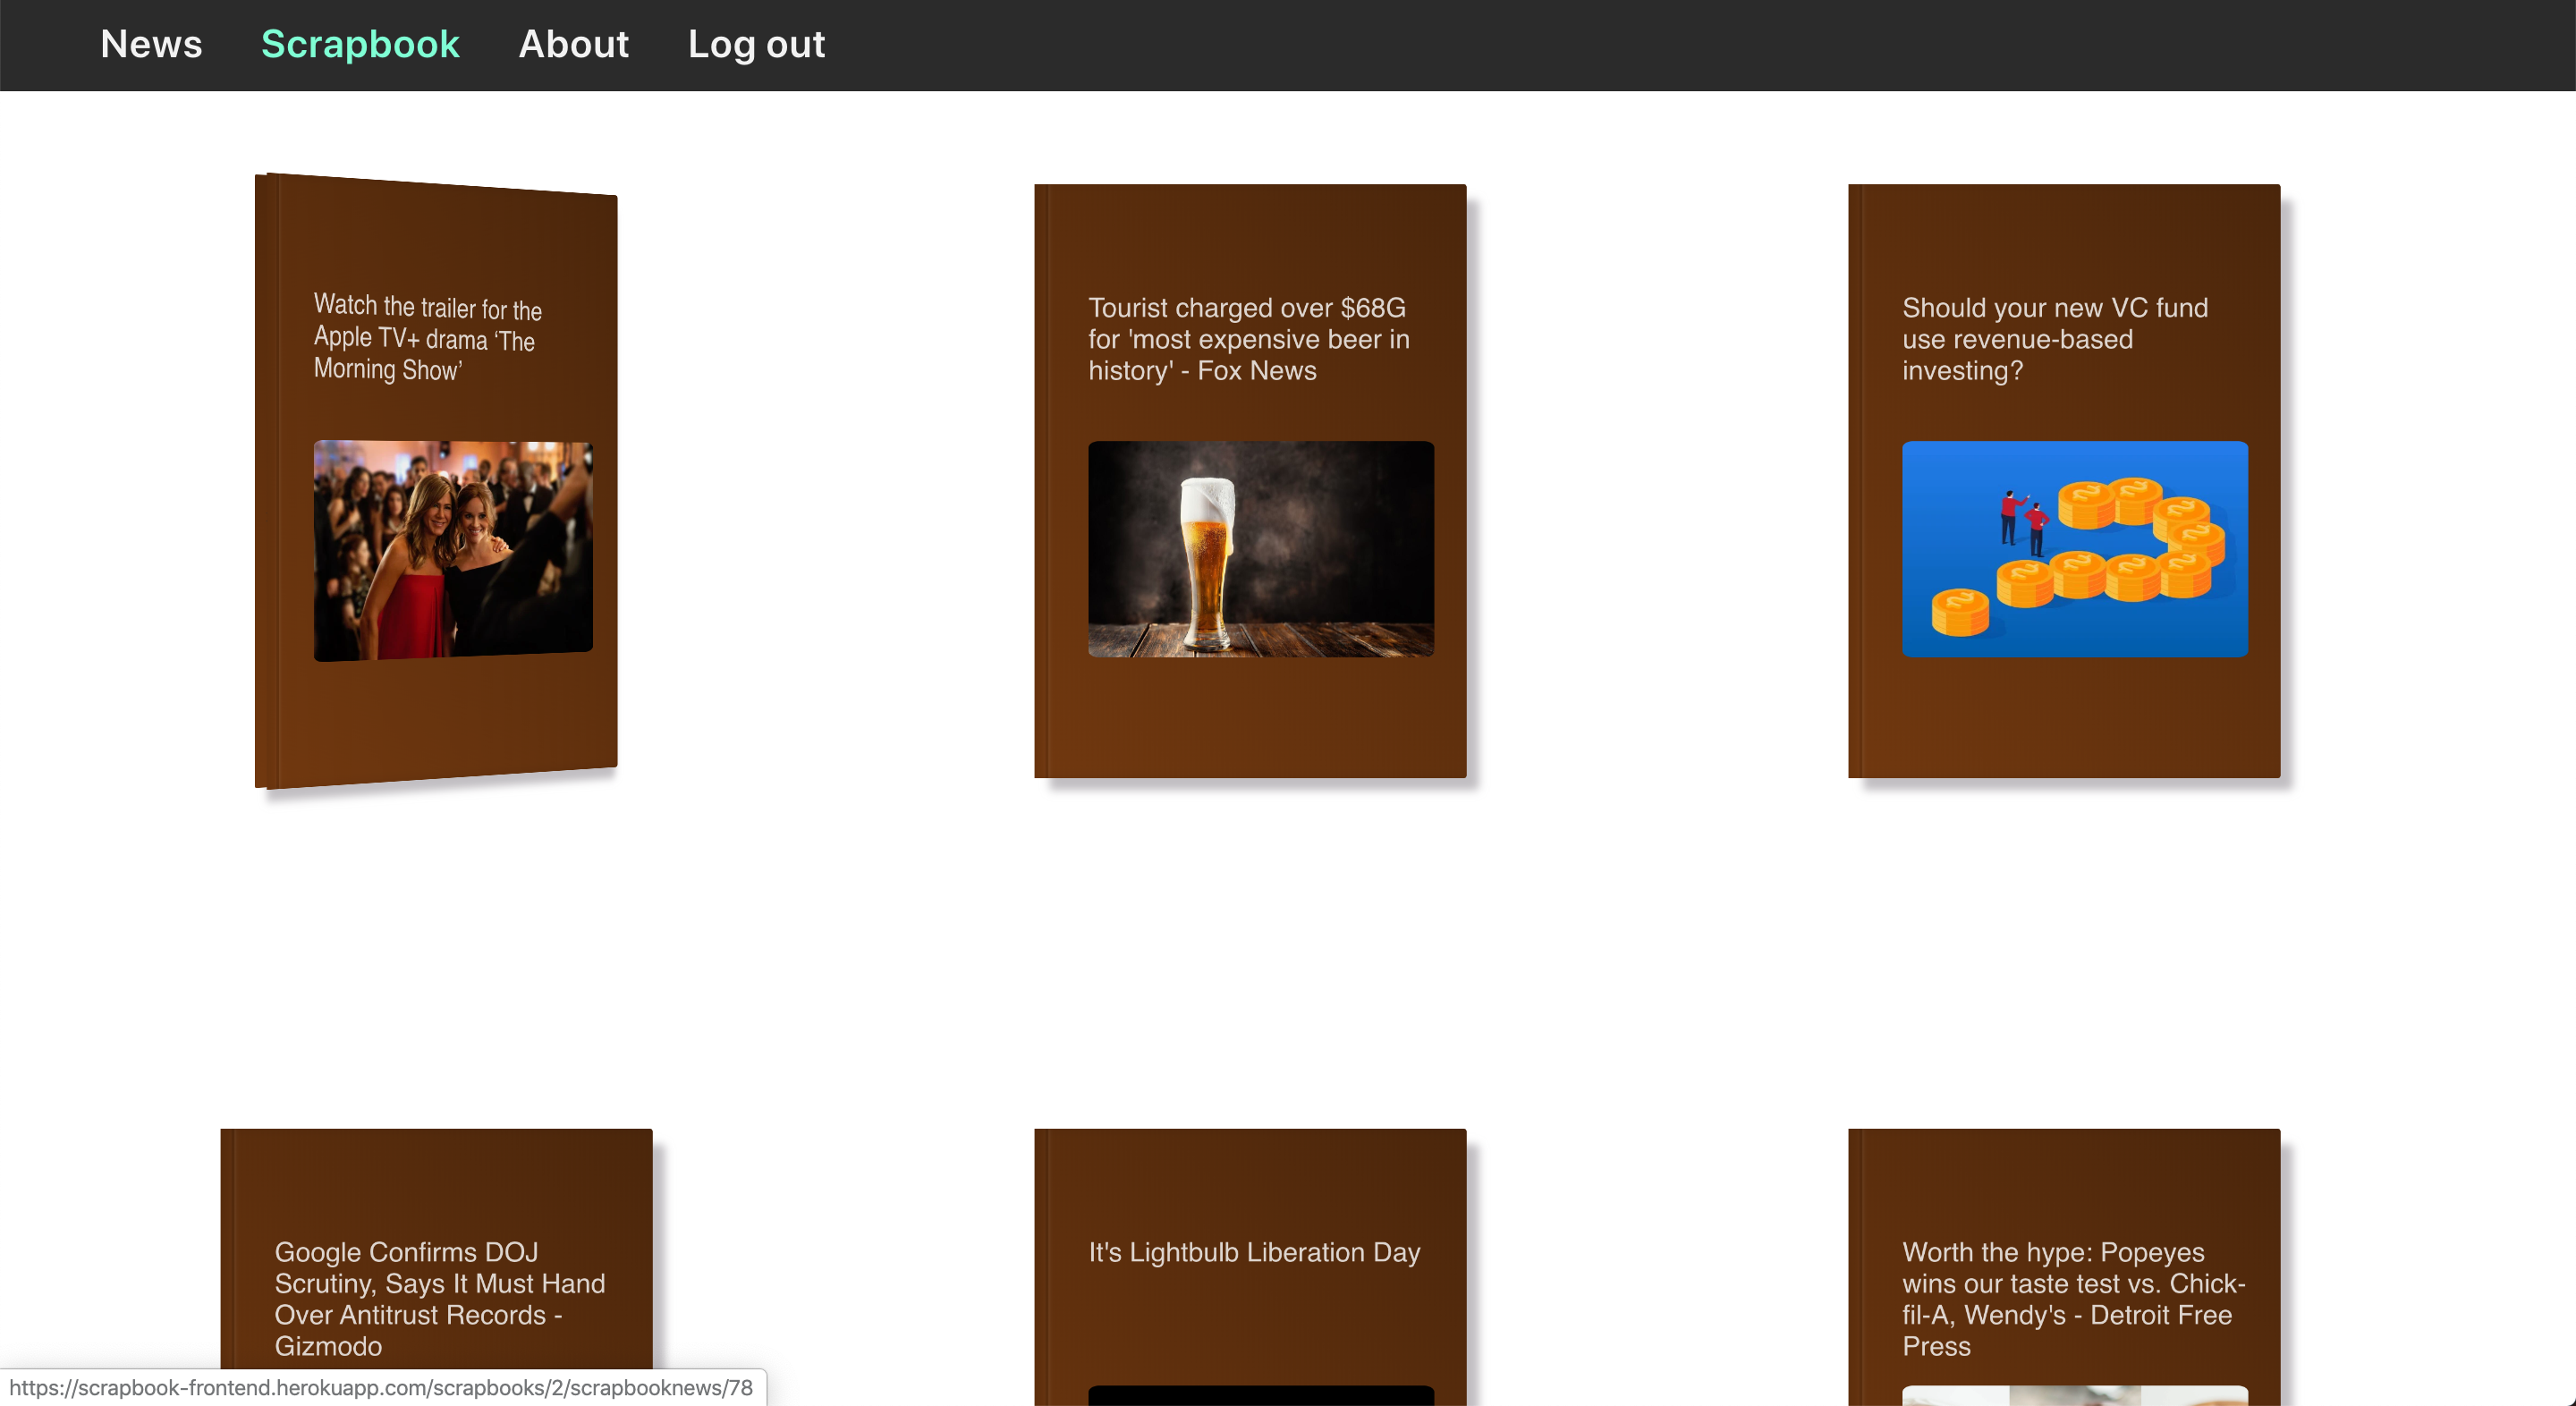 News Scrapbook About Log out
Watch the trailer for the
Apple TV+ drama ‘The
Morning Show’
Tourist charged over $68G
for 'most expensive beer in
history' - Fox News
Should your new VC fund
use revenue-based
investing?
Google Confirms DOJ
Scrutiny, Says It Must Hand
Over Antitrust Records -
Gizmodo
It's Lightbulb Liberation Day
Worth the hype: Popeyes
wins our taste test vs. Chick-
fil-A, Wendy's - Detroit Free
Press
https://scrapbook-frontend.herokuapp.com/scrapbooks/2/scrapbooknews/78